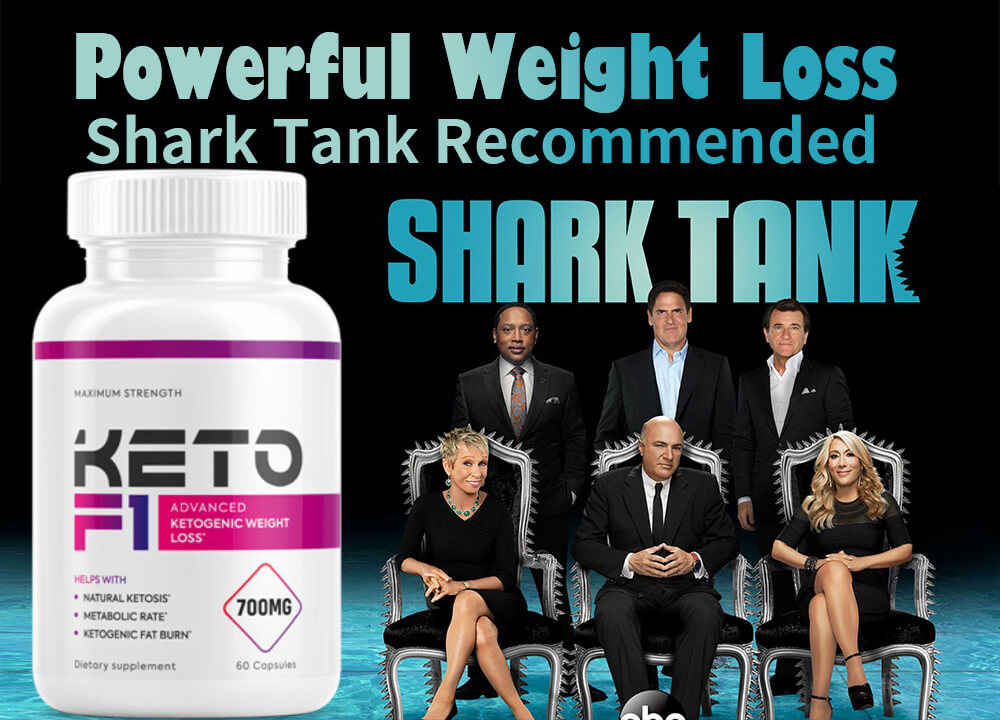 Powerful Weight Loss
Shark Tank Recommended
SHARK TANK
MAXIMUM STRENGTH
KETO
F1
ADVANCED
KETOGENIC WEIGHT
LOSS*
HELPS WITH
• NATURAL KETOSIS*
• METABOLIC RATE*
• KETOGENIC FAT BURN*
700MG
Dietary supplement
60 Capsules
abc